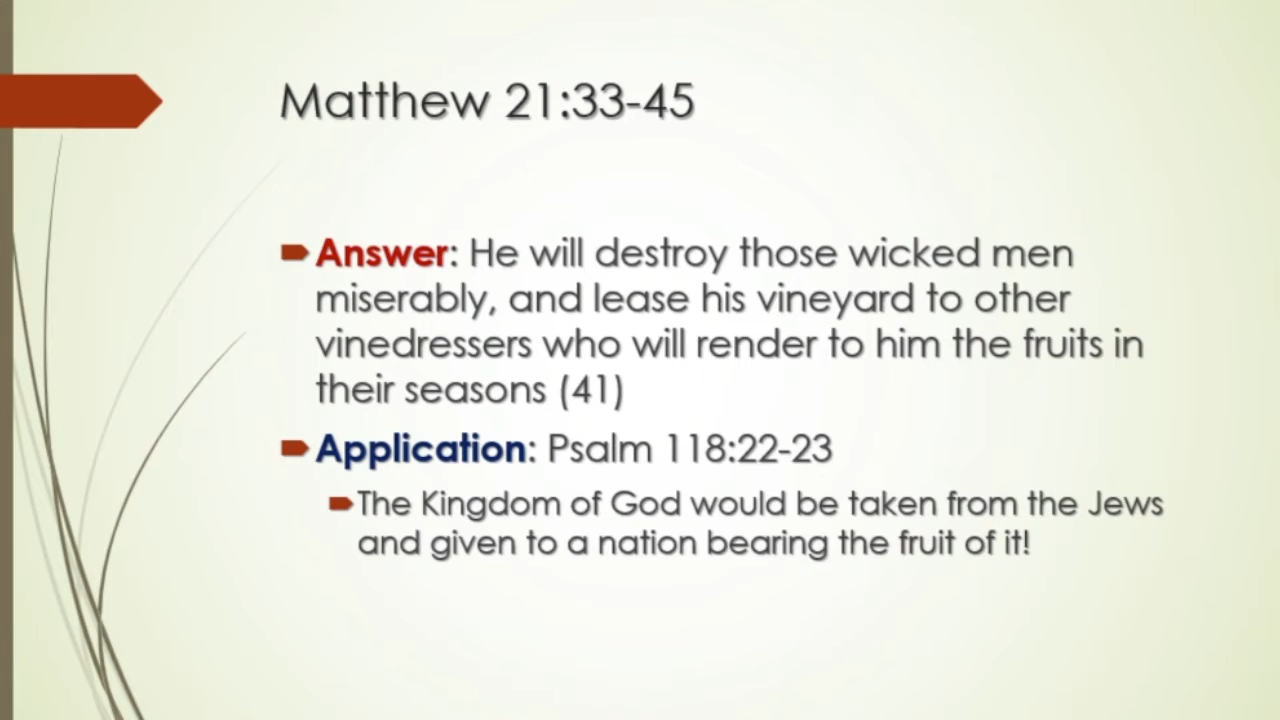 Matthew 21:33-45
Answer: He will destroy those wicked men
miserably, and lease his vineyard to other
vinedressers who will render to him the fruits in
their seasons (41)
Application: Psalm 118:22-23
The Kingdom of God would be taken from the Jews
and given to a nation bearing the fruit of it!